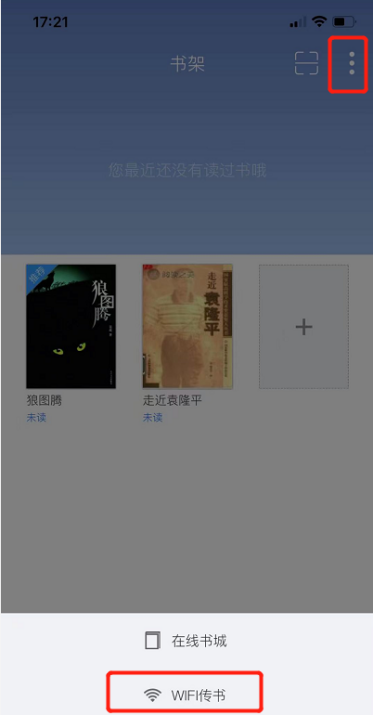 17:21
书架
您最近还没有读过书哦
推荐
狼图腾
走近
袁隆平
狼图腾
走近袁隆平
未读
未读
在线书城
WIFI传书